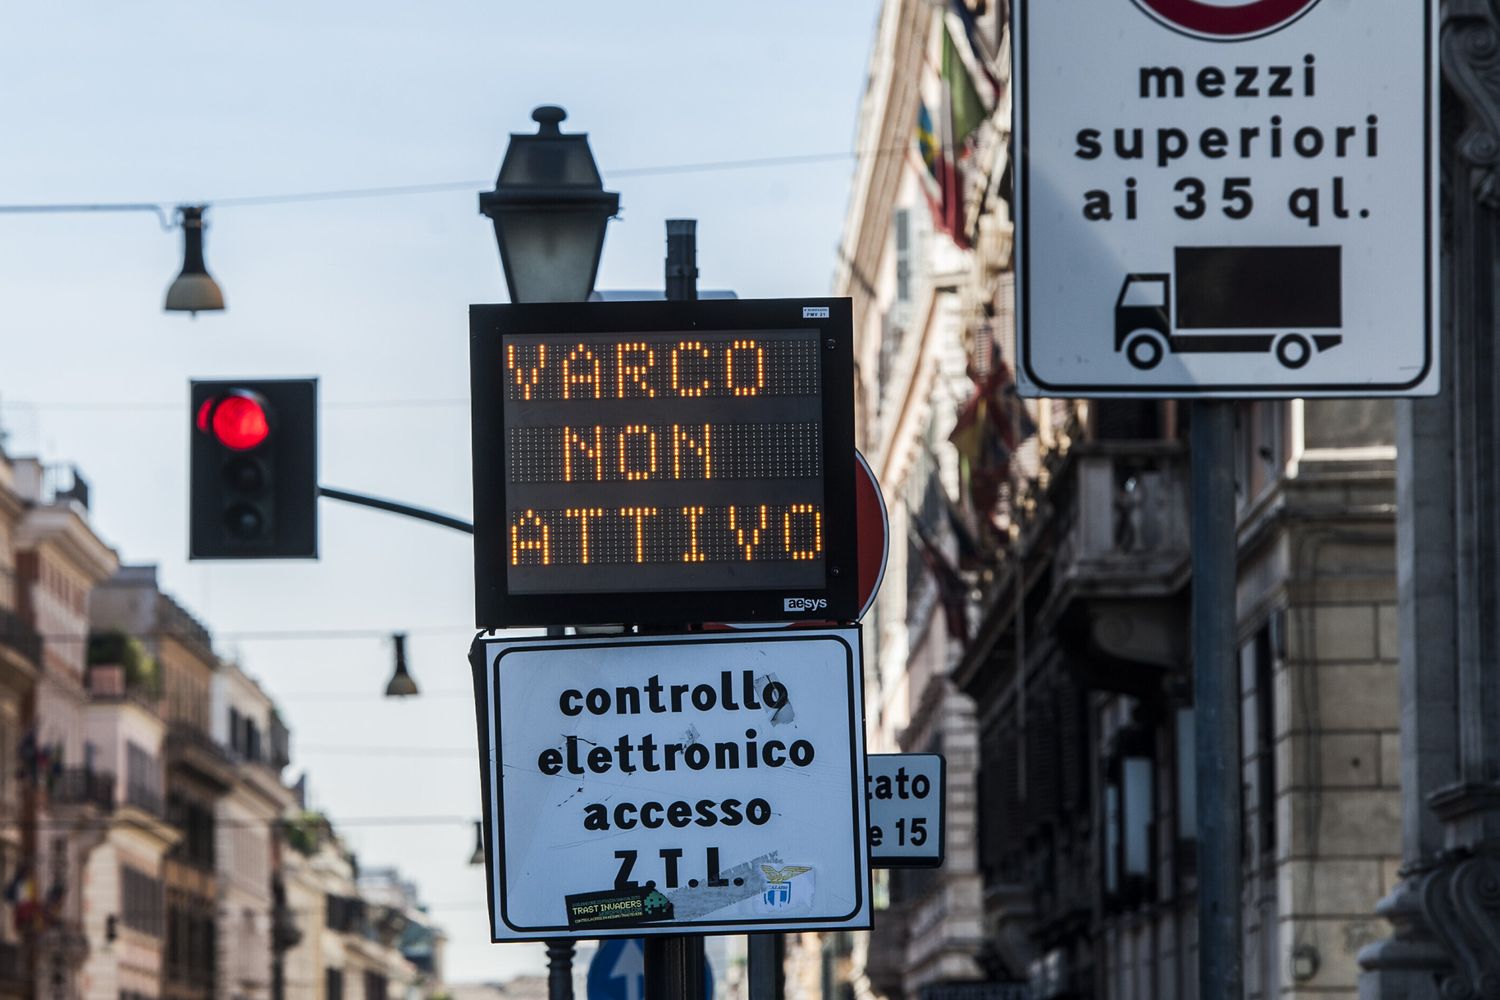 mezzi
superiori
ai 35 ql.
VARCO
NON
ATTIVO
aesys
controllo
elettronico
accesso
Z.T.L.
TRAST INVADERS
tato
e 15